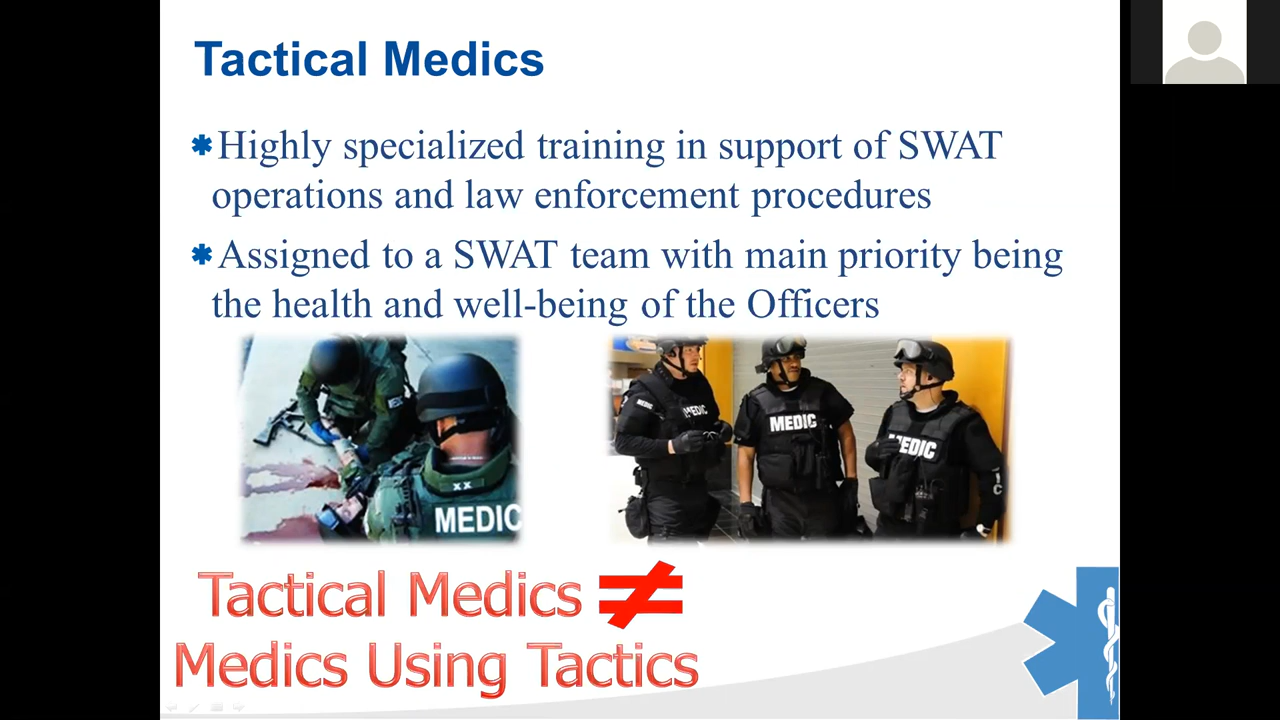 Tactical Medics
Highly specialized training in support of SWAT
operations and law enforcement procedures
Assigned to a SWAT team with main priority being
the health and well-being of the Officers
MEDIC
MEDIC
MEDIC
MEDIC
MEDIC
Tactical Medics ≠
Medics Using Tactics